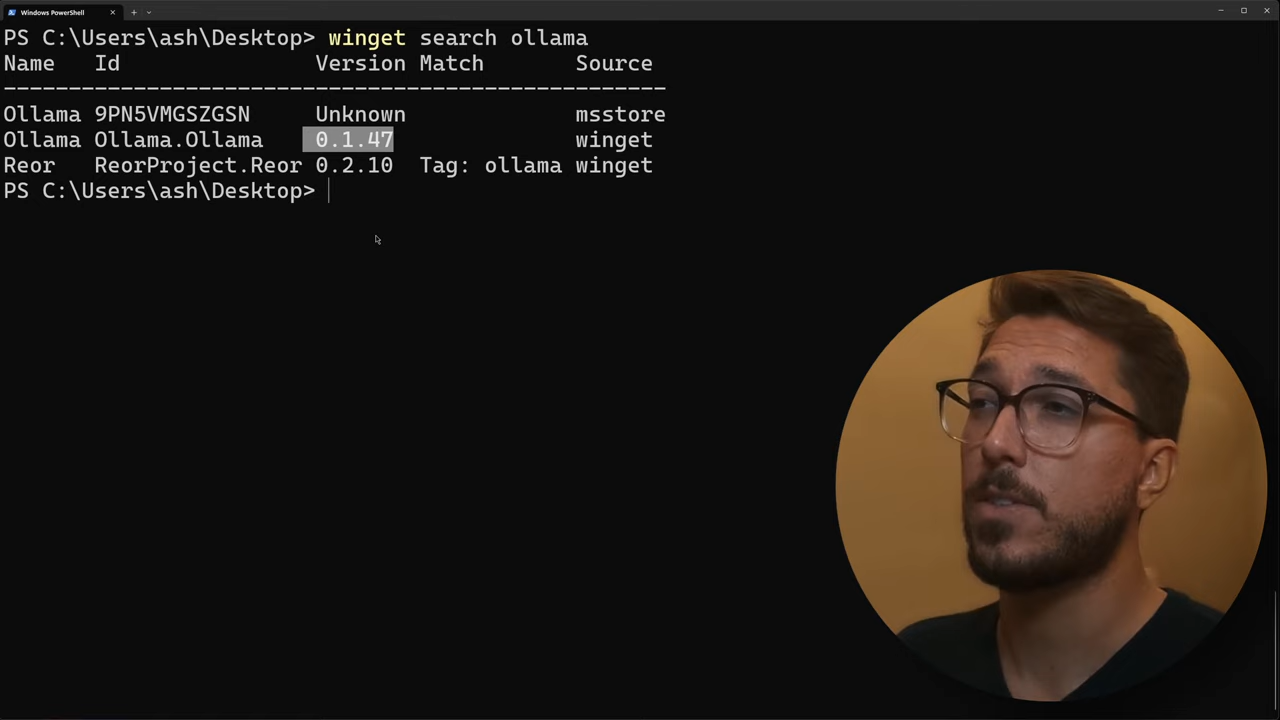 Windows PowerShell
PS C:\Users\ash\Desktop> winget search ollama
Name   Id               Version Match       Source
---------------------------------------------------
Ollama 9PN5VMGSZGSN     Unknown             msstore
Ollama Ollama.Ollama    0.1.47              winget
Reor   ReorProject.Reor 0.2.10  Tag: ollama winget
PS C:\Users\ash\Desktop>